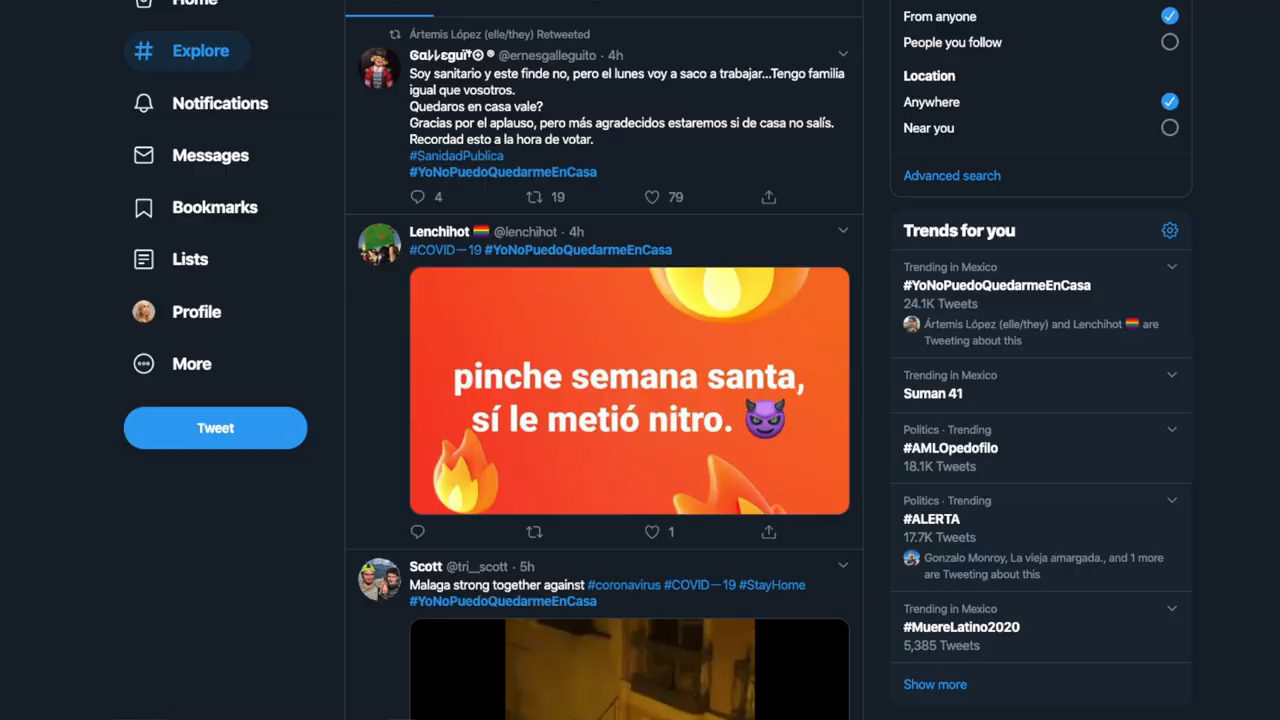 Home
Explore
Notifications
Messages
Bookmarks
Lists
Profile
More
Tweet
Ártemis López (elle/they) Retweeted
@ernesgalleguito · 4h
Soy sanitario y este finde no, pero el lunes voy a saco a trabajar...Tengo familia
igual que vosotros.
Quedaros en casa vale?
Gracias por el aplauso, pero más agradecidos estaremos si de casa no salís.
Recordad esto a la hora de votar.
#SanidadPublica
#YoNoPuedoQuedarmeEnCasa
4 19 79
Lenchihot 🏳️‍🌈 @lenchihot · 4h
#COVID—19 #YoNoPuedoQuedarmeEnCasa
pinche semana santa,
sí le metió nitro. 😈
1
Scott @tri_scott · 5h
Malaga strong together against #coronavirus #COVID—19 #StayHome
#YoNoPuedoQuedarmeEnCasa
From anyone
People you follow
Location
Anywhere
Near you
Advanced search
Trends for you
Trending in Mexico
#YoNoPuedoQuedarmeEnCasa
24.1K Tweets
Ártemis López (elle/they) and Lenchihot 🏳️‍🌈 are
Tweeting about this
Trending in Mexico
Suman 41
Politics · Trending
#AMLOpedofilo
18.1K Tweets
Politics · Trending
#ALERTA
17.7K Tweets
Gonzalo Monroy, La vieja amargada., and 1 more
are Tweeting about this
Trending in Mexico
#MuereLatino2020
5,385 Tweets
Show more